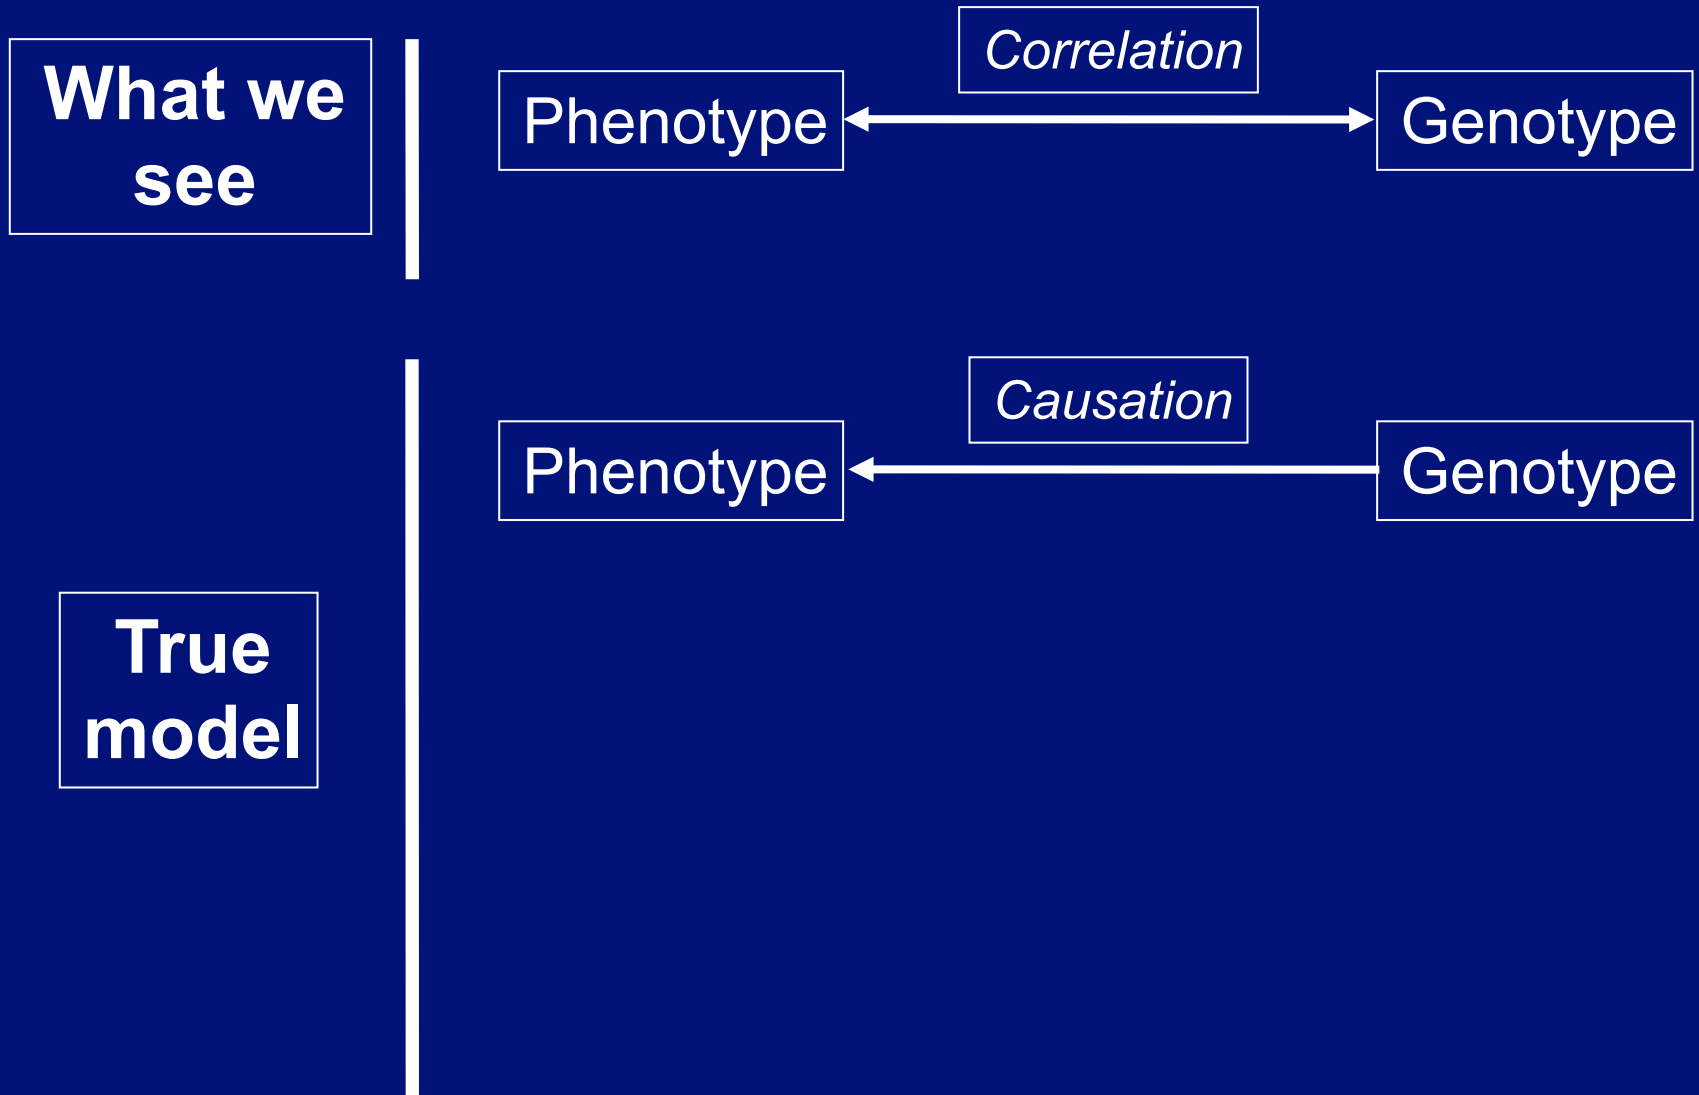 What we
see
Correlation
Phenotype
Genotype
Causation
Phenotype
Genotype
True
model